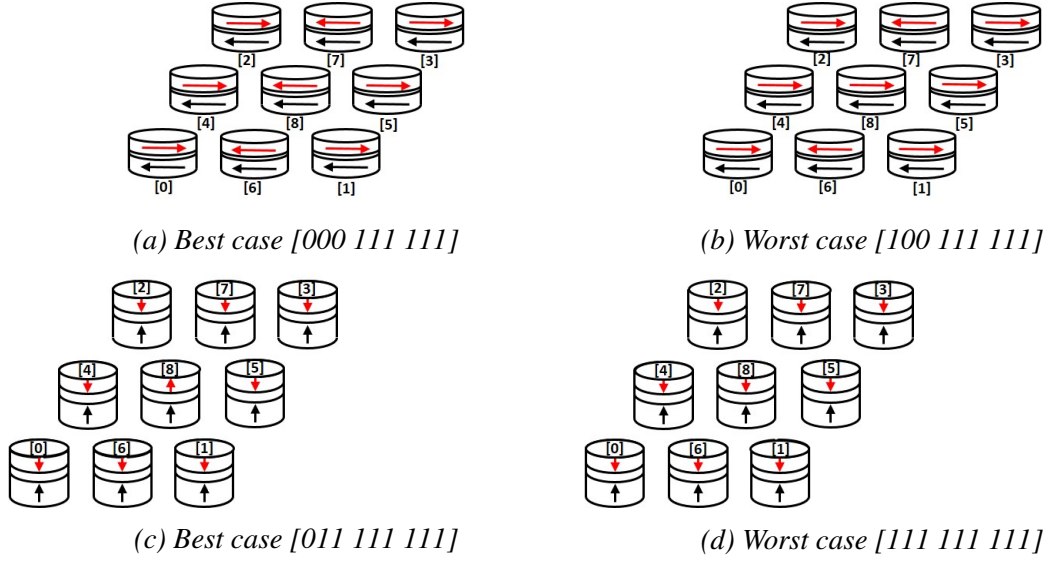 [2] [7] [3]
[4] [8] [5]
[0] [6] [1]
(a) Best case [000 111 111]
[2] [7] [3]
[4] [8] [5]
[0] [6] [1]
(b) Worst case [100 111 111]
[2] [7] [3]
[4] [8] [5]
[0] [6] [1]
(c) Best case [011 111 111]
[2] [7] [3]
[4] [8] [5]
[0] [6] [1]
(d) Worst case [111 111 111]